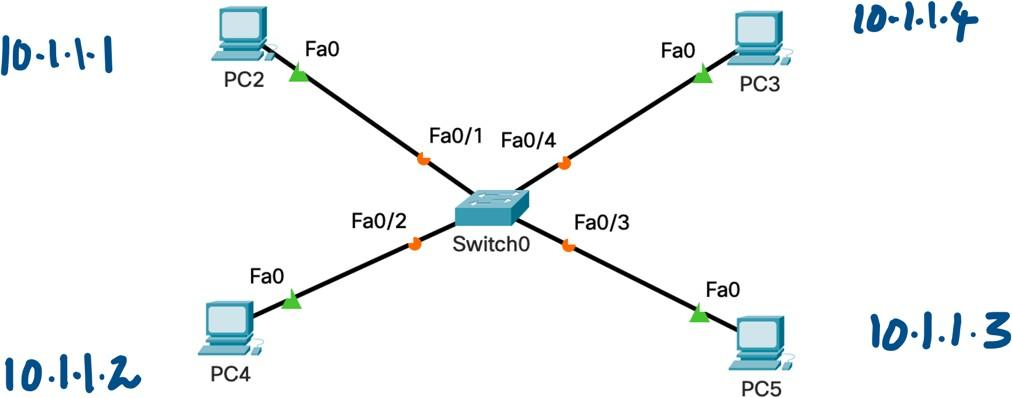 10.1.1.1
PC2
Fa0
Fa0
PC3
10.1.1.4
Fa0/1
Fa0/4
Fa0/2
Switch0
Fa0/3
Fa0
PC4
10.1.1.2
Fa0
PC5
10.1.1.3